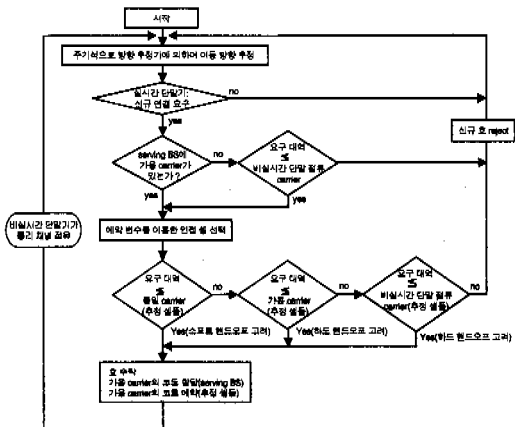 시작
주기적으로 방향 추정기에 의하여 이동 방향 추정
실시간 단말기:
신규 연결 요구
no
yes
신규 호 reject
serving BS에
가용 carrier가
있는가 ?
no
요구 대역
≦
비실시간 단말 점유
carrier
no
yes
yes
비실시간 단말기가
물리 채널 점유
예약 변수를 이용한 인접 셀 선택
요구 대역
≦
동일 carrier
(추정 셀들)
no
요구 대역
≦
가용 carrier
(추정 셀들)
no
요구 대역
≦
비실시간 단말 점유
carrier(추정 셀들)
no
Yes(소프트 핸드오프 고려)
Yes(하드 핸드오프 고려)
Yes(하드 핸드오프 고려)
호 수락
가용 carrier의 코드 할당(serving BS)
가용 carrier의 코드 예약(추정 셀들)